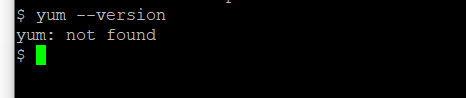 $ yum --version
yum: not found
$